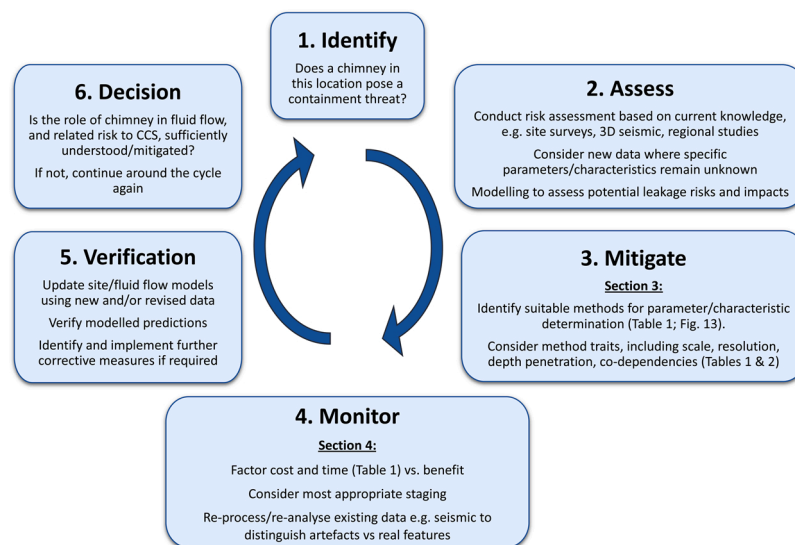 1. Identify
Does a chimney in
this location pose a
containment threat?
2. Assess
Conduct risk assessment based on current knowledge,
e.g. site surveys, 3D seismic, regional studies
Consider new data where specific
parameters/characteristics remain unknown
Modelling to assess potential leakage risks and impacts
3. Mitigate
Section 3:
Identify suitable methods for parameter/characteristic
determination (Table 1; Fig. 13).
Consider method traits, including scale, resolution,
depth penetration, co-dependencies (Tables 1 & 2)
4. Monitor
Section 4:
Factor cost and time (Table 1) vs. benefit
Consider most appropriate staging
Re-process/re-analyse existing data e.g. seismic to
distinguish artefacts vs real features
5. Verification
Update site/fluid flow models
using new and/or revised data
Verify modelled predictions
Identify and implement further
corrective measures if required
6. Decision
Is the role of chimney in fluid flow,
and related risk to CCS, sufficiently
understood/mitigated?
If not, continue around the cycle
again